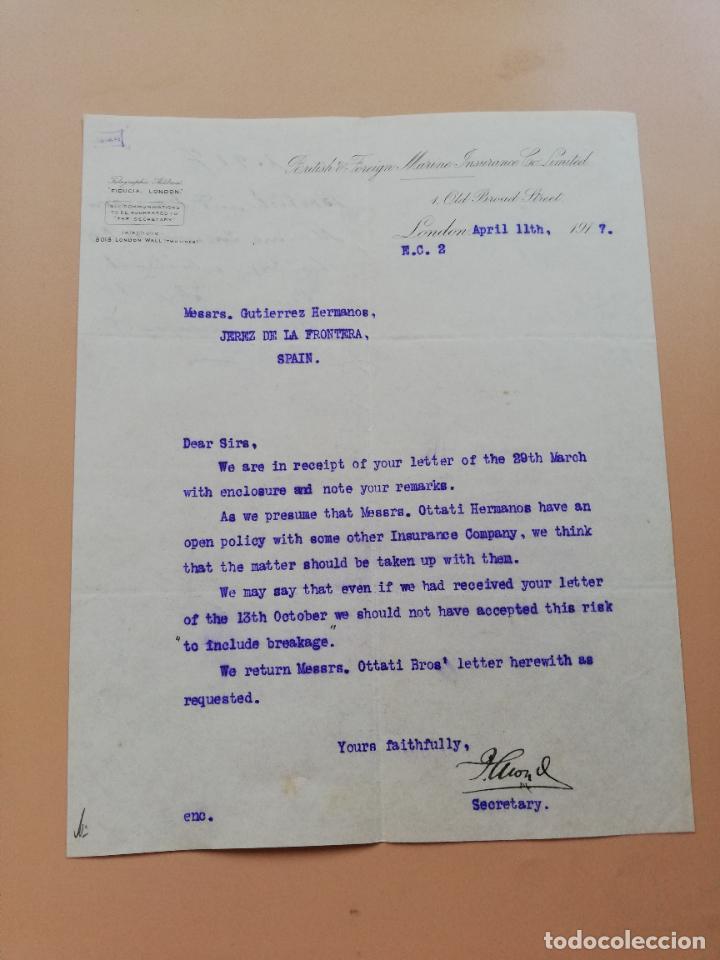 British & Foreign Marine Insurance Co. Limited
Telegraphic Address
"FIDUCIA, LONDON."
ALL COMMUNICATIONS
TO BE ADDRESSED TO
"THE SECRETARY"
TELEPHONE
8018 LONDON WALL
1, Old Broad Street,
London April 11th, 1917.
E.C. 2
Messrs. Gutierrez Hermanos,
JEREZ DE LA FRONTERA,
SPAIN.
Dear Sirs,
We are in receipt of your letter of the 29th March
with enclosure and note your remarks.
As we presume that Messrs. Ottati Hermanos have an
open policy with some other Insurance Company, we think
that the matter should be taken up with them.
We may say that even if we had received your letter
of the 13th October we should not have accepted this risk
"to include breakage."
We return Messrs. Ottati Bros' letter herewith as
requested.
Yours faithfully,
Secretary.
enc.
todocoleccion